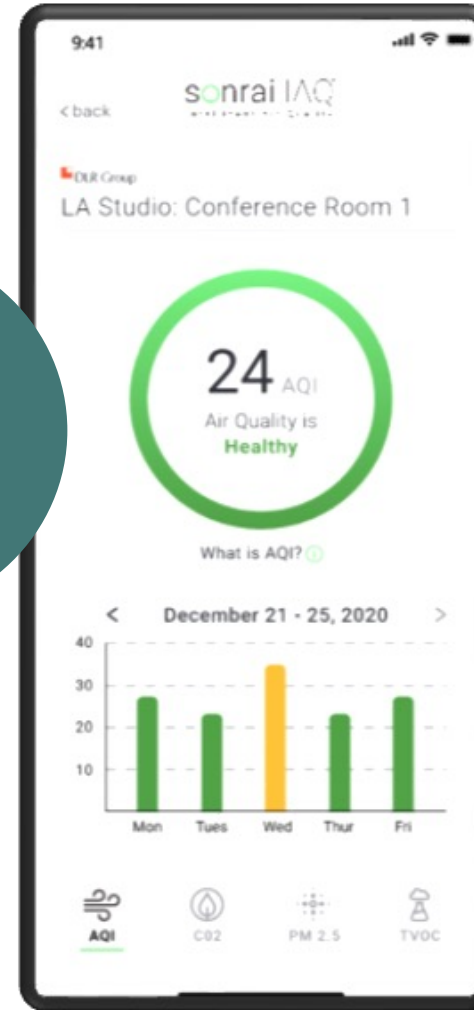 9:41
< back
sonrai IAQ
DLR Group
LA Studio: Conference Room 1
24 AQI
Air Quality is
Healthy
What is AQI?
< December 21 - 25, 2020 >
40
30
20
10
Mon Tues Wed Thur Fri
AQI C02 PM 2.5 TVOC